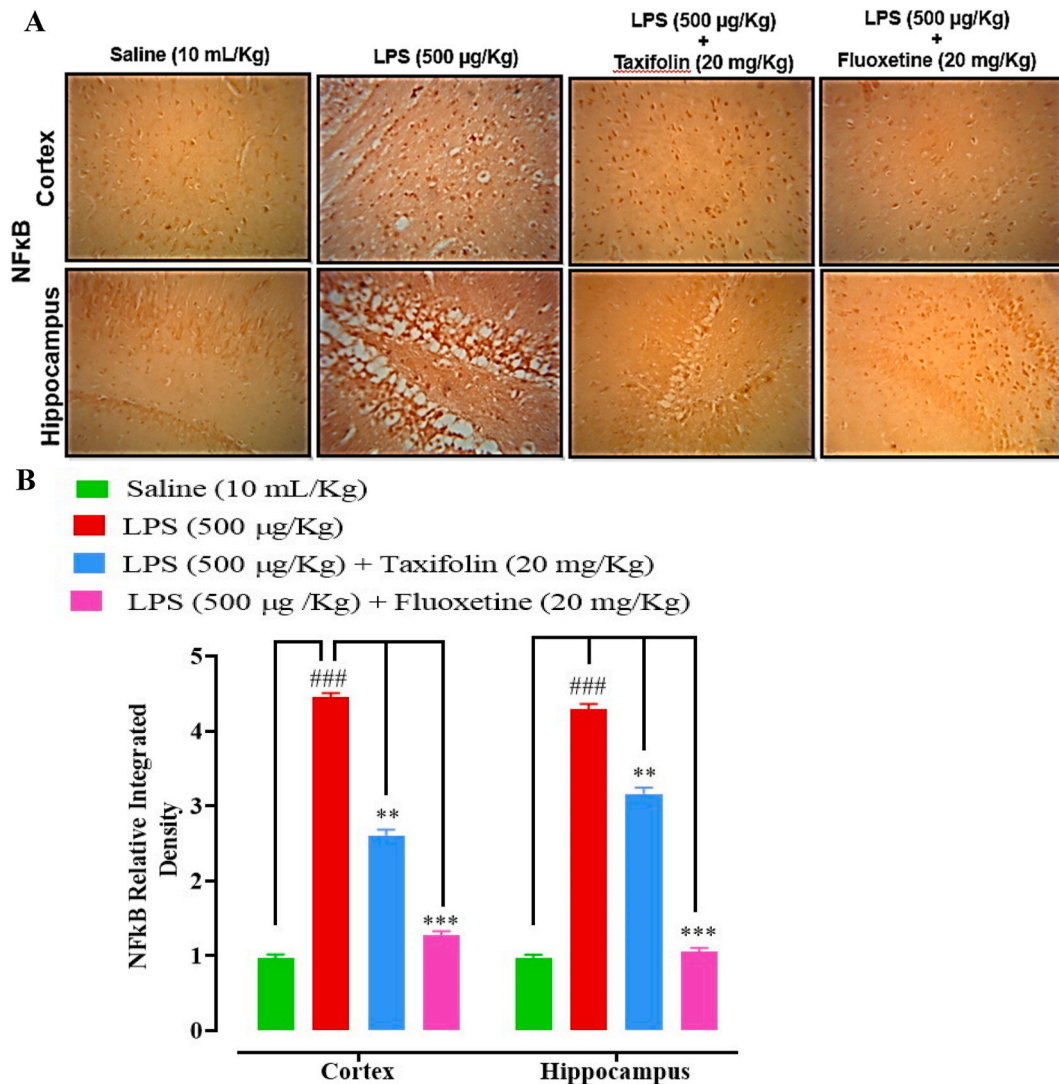 A
Saline (10 mL/Kg)
LPS (500 µg/Kg)
LPS (500 µg/Kg)
+
Taxifolin (20 mg/Kg)
LPS (500 µg/Kg)
+
Fluoxetine (20 mg/Kg)
NFκB
Cortex
Hippocampus
B
Saline (10 mL/Kg)
LPS (500 µg/Kg)
LPS (500 µg/Kg) + Taxifolin (20 mg/Kg)
LPS (500 µg /Kg) + Fluoxetine (20 mg/Kg)
NFkB Relative Integrated
Density
5
4
3
2
1
0
###
**
***
###
**
***
Cortex
Hippocampus